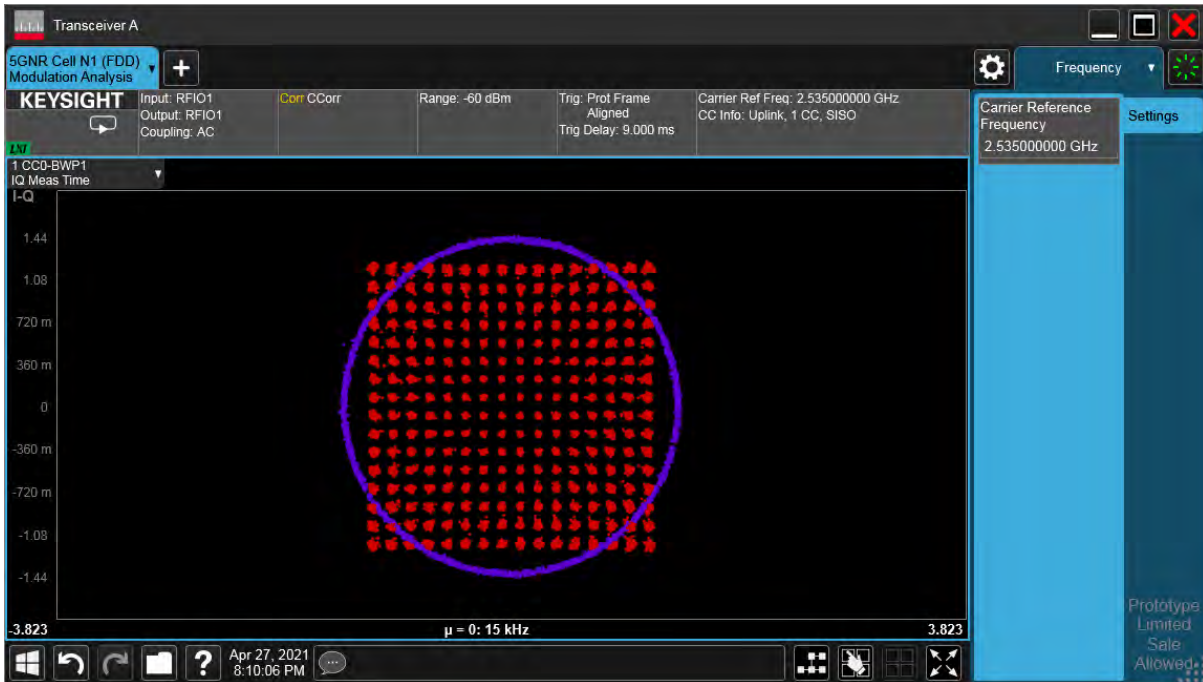 Transceiver A
5GNR Cell N1 (FDD)
Modulation Analysis
+
Frequency
KEYSIGHT
LXI
Input: RFIO1
Output: RFIO1
Coupling: AC
Corr CCorr
Range: -60 dBm
Trig: Prot Frame
Aligned
Trig Delay: 9.000 ms
Carrier Ref Freq: 2.535000000 GHz
CC Info: Uplink, 1 CC, SISO
Carrier Reference
Frequency
2.535000000 GHz
Settings
1 CC0-BWP1
IQ Meas Time
I-Q
1.44
1.08
720 m
360 m
0
-360 m
-720 m
-1.08
-1.44
-3.823
µ = 0: 15 kHz
3.823
Prototype
Limited
Sale
Allowed
?
Apr 27, 2021
8:10:06 PM